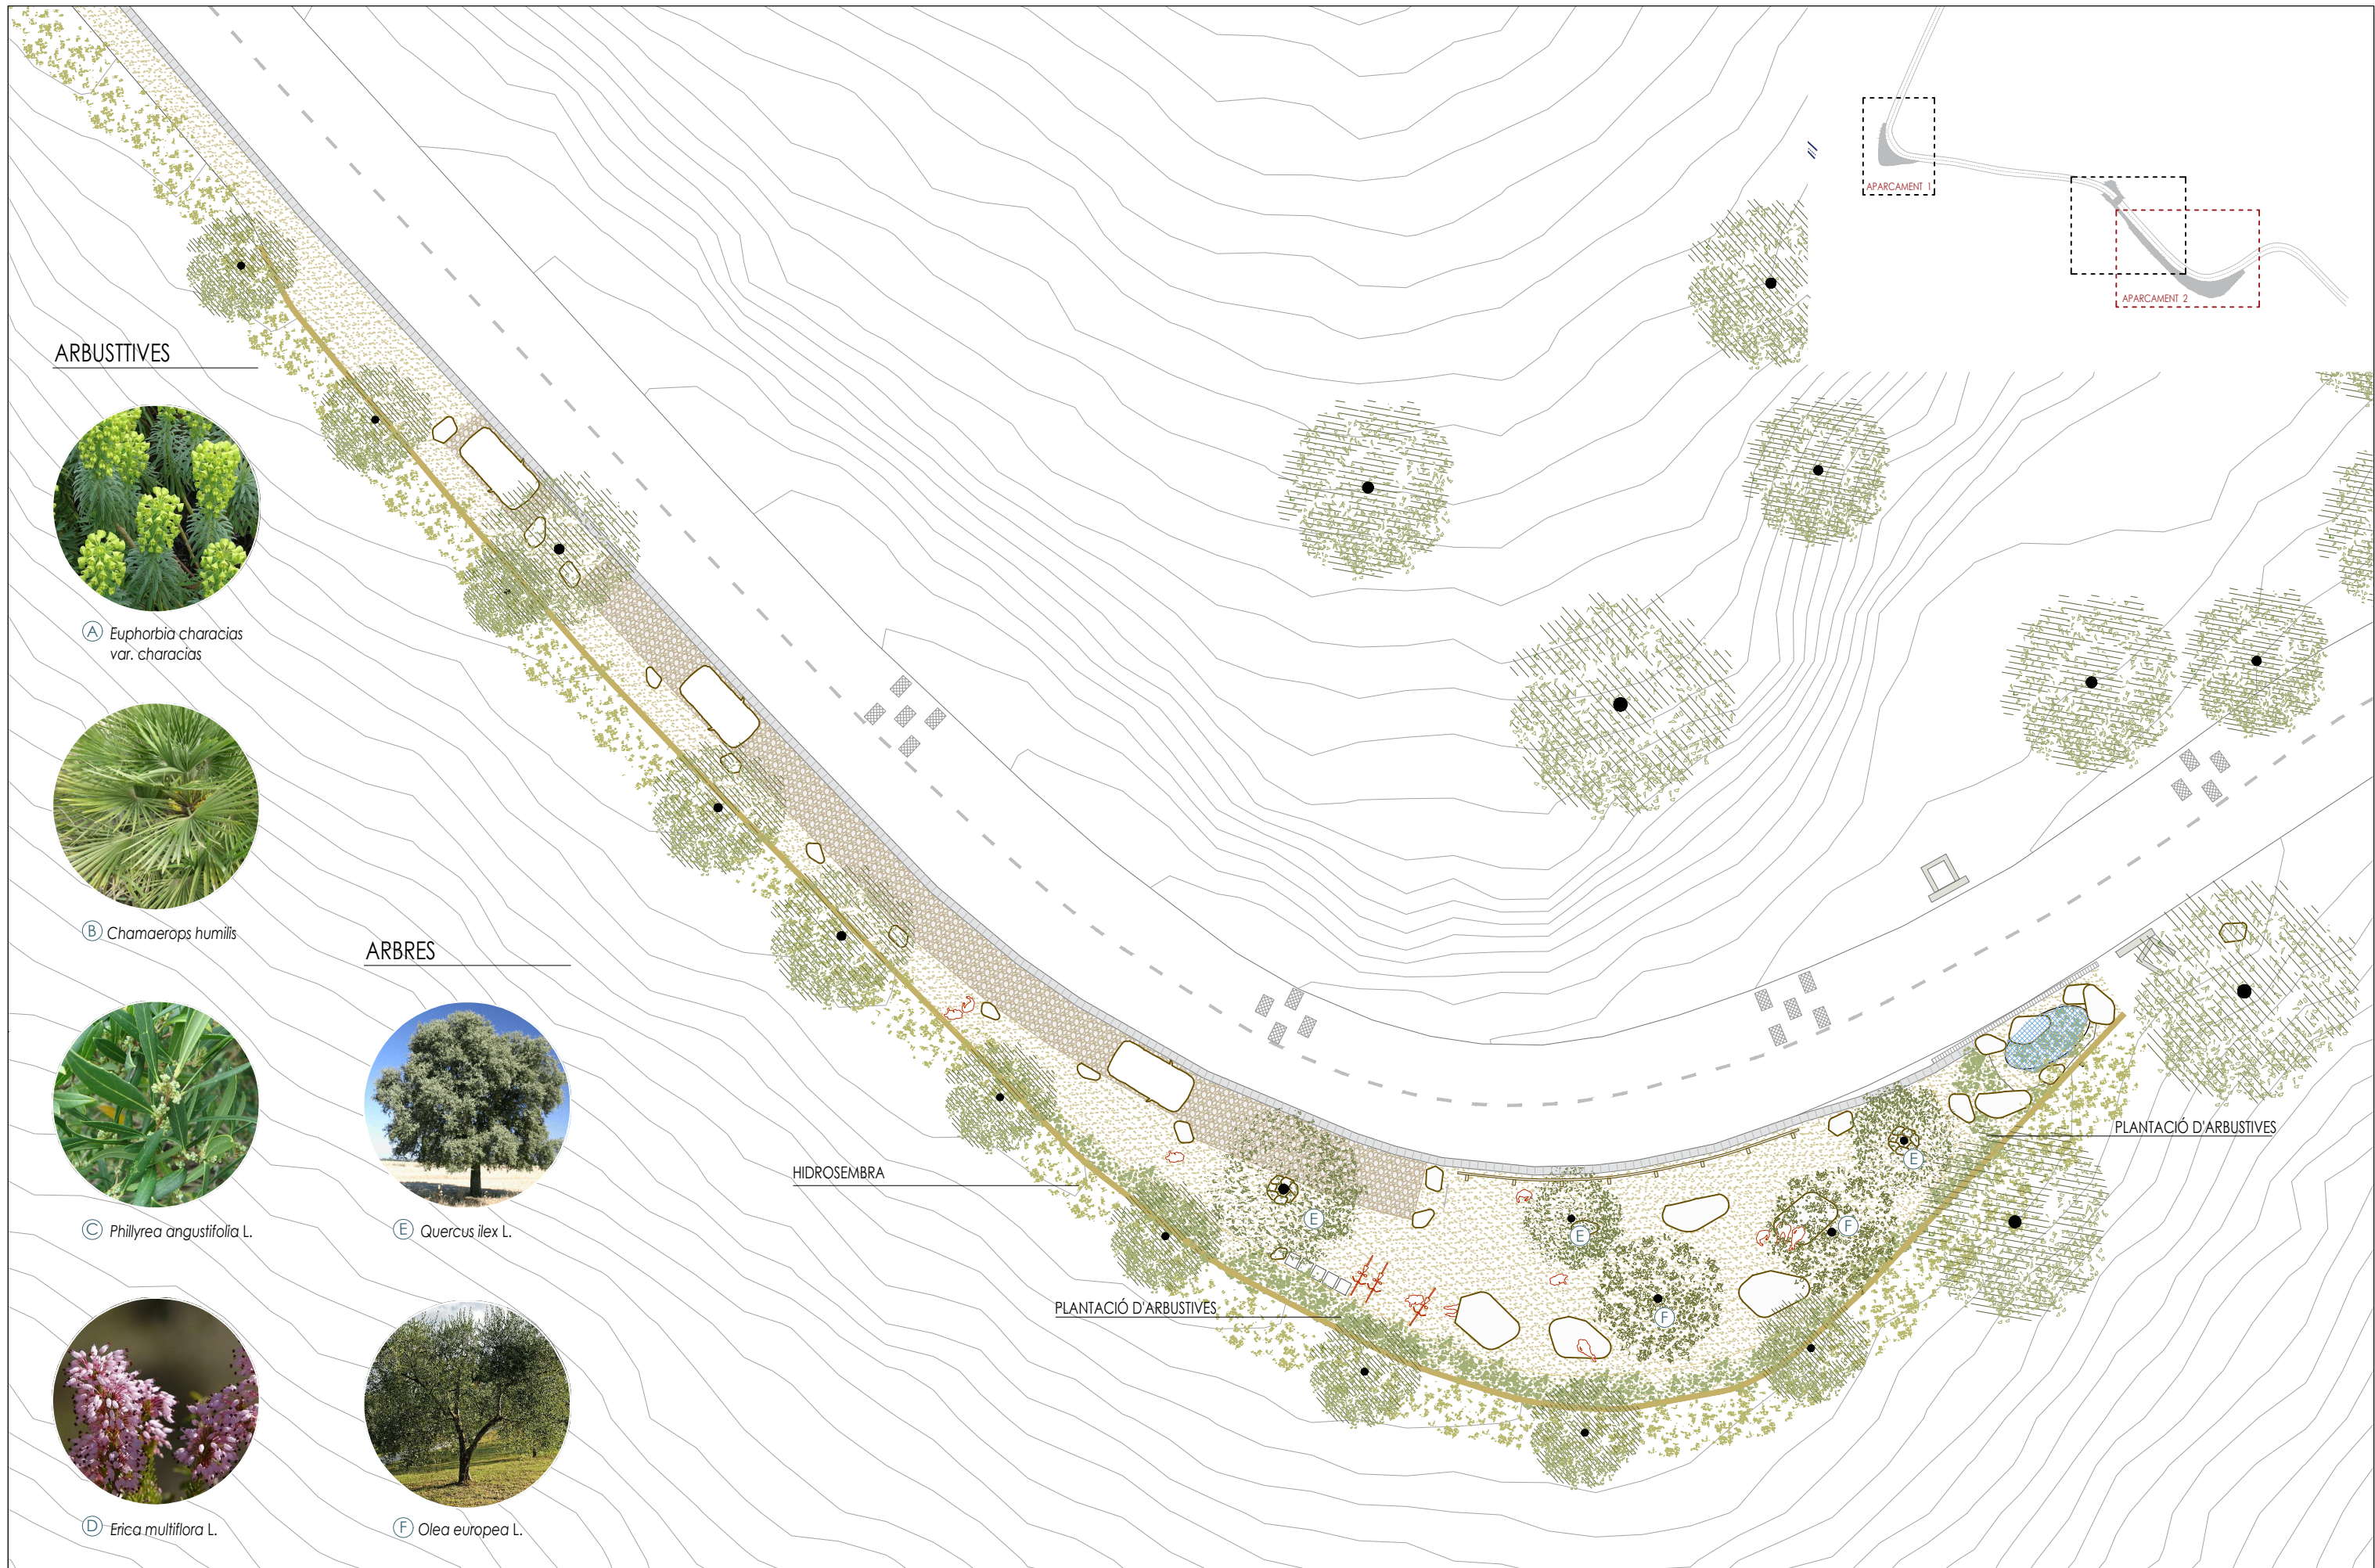 APARCAMENT 1
APARCAMENT 2
ARBUSTTIVES
A Euphorbia characias
var. characias
B Chamaerops humilis
C Phillyrea angustifolia L.
D Erica multiflora L.
ARBRES
E Quercus ilex L.
F Olea europea L.
HIDROSEMBRA
PLANTACIÓ D'ARBUSTIVES
PLANTACIÓ D'ARBUSTIVES
E
E
E
F
F